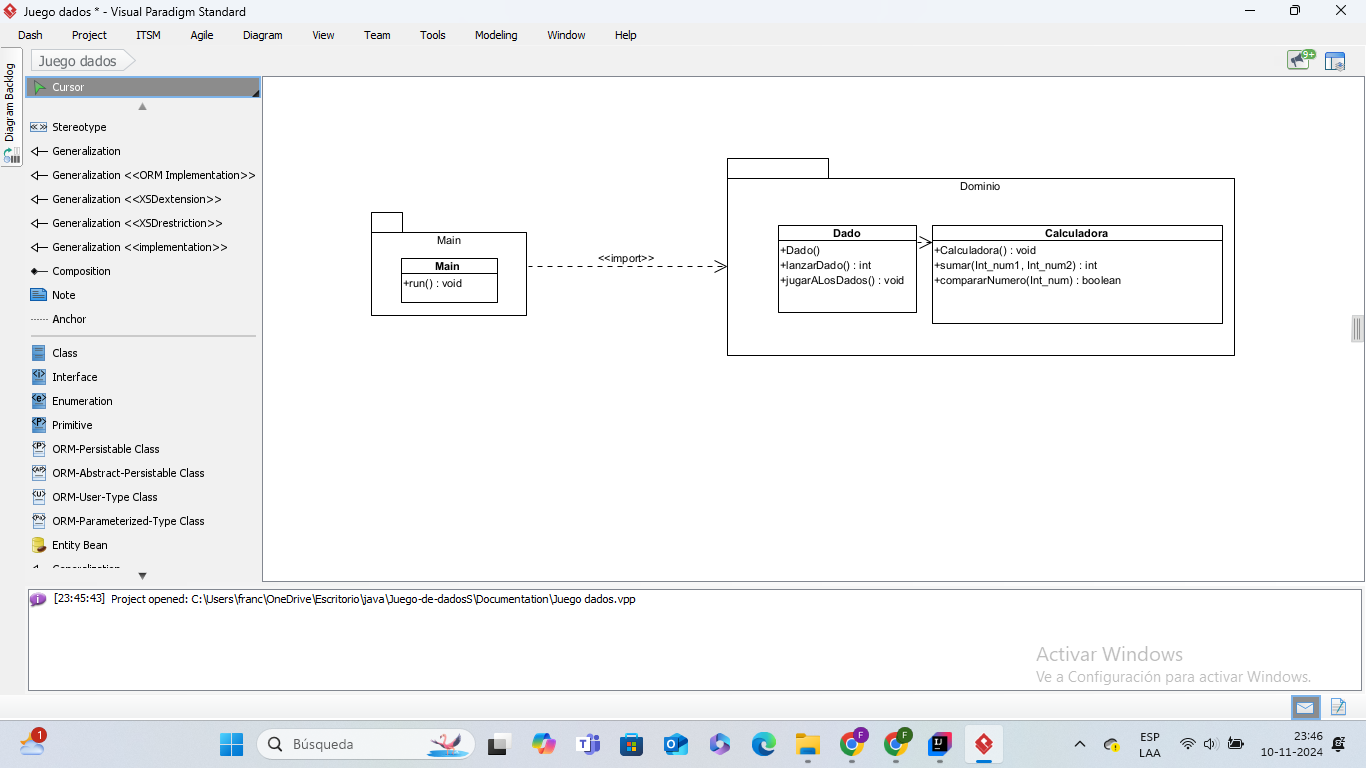 Juego dados * - Visual Paradigm Standard
Dash Project ITSM Agile Diagram View Team Tools Modeling Window Help
Diagram Backlog
Juego dados
9+
Cursor
Stereotype
Generalization
Generalization <<ORM Implementation>>
Generalization <<XSDextension>>
Generalization <<XSDrestriction>>
Generalization <<implementation>>
Composition
Note
Anchor
Class
Interface
Enumeration
Primitive
ORM-Persistable Class
ORM-Abstract-Persistable Class
ORM-User-Type Class
ORM-Parameterized-Type Class
Entity Bean
Generalization
Main
Main
+run() : void
<<import>>
Dominio
Dado
+Dado()
+lanzarDado() : int
+jugarALosDados() : void
Calculadora
+Calculadora() : void
+sumar(Int_num1, Int_num2) : int
+compararNumero(Int_num) : boolean
[23:45:43] Project opened: C:\Users\franc\OneDrive\Escritorio\java\Juego-de-dadosS\Documentation\Juego dados.vpp
Activar Windows
Ve a Configuración para activar Windows.
1
Búsqueda
F
F
ESP
LAA
23:46
10-11-2024